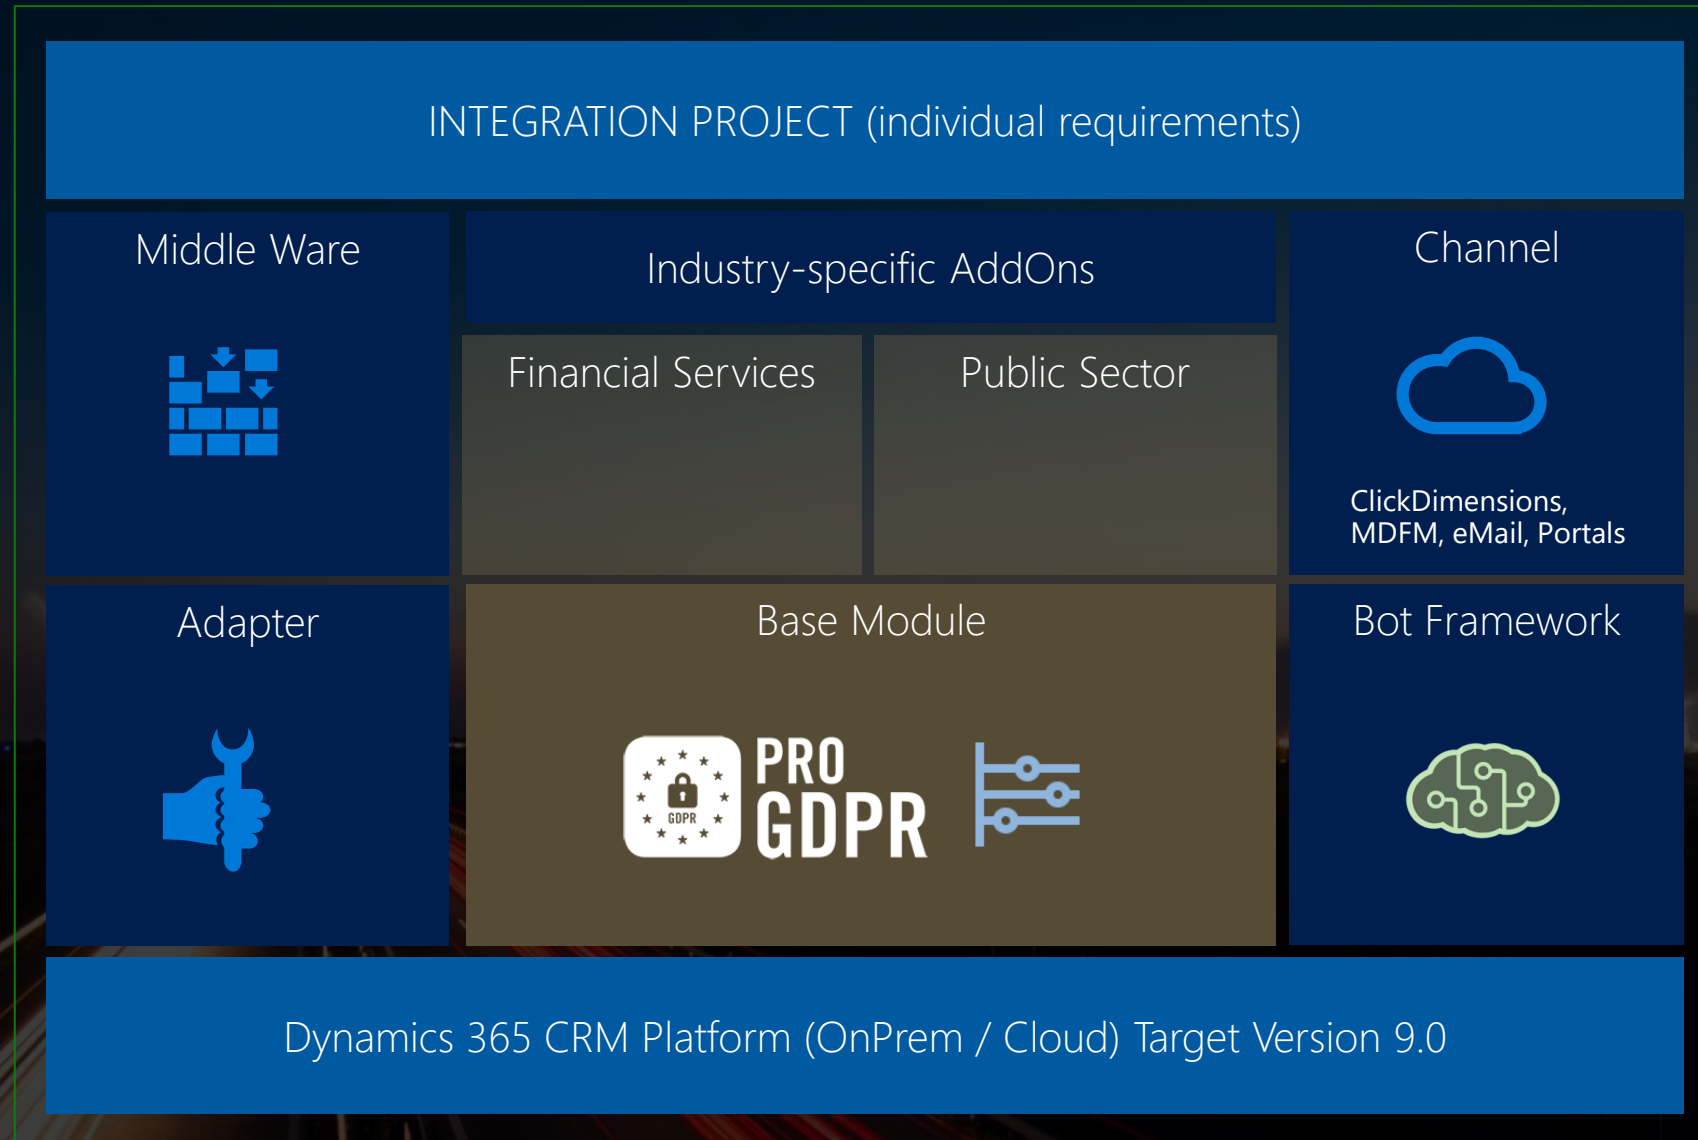 INTEGRATION PROJECT (individual requirements)
Middle Ware
Industry-specific AddOns
Channel
Financial Services
Public Sector
ClickDimensions,
MDFM, eMail, Portals
Adapter
Base Module
Bot Framework
GDPR
PRO
GDPR
Dynamics 365 CRM Platform (OnPrem / Cloud) Target Version 9.0